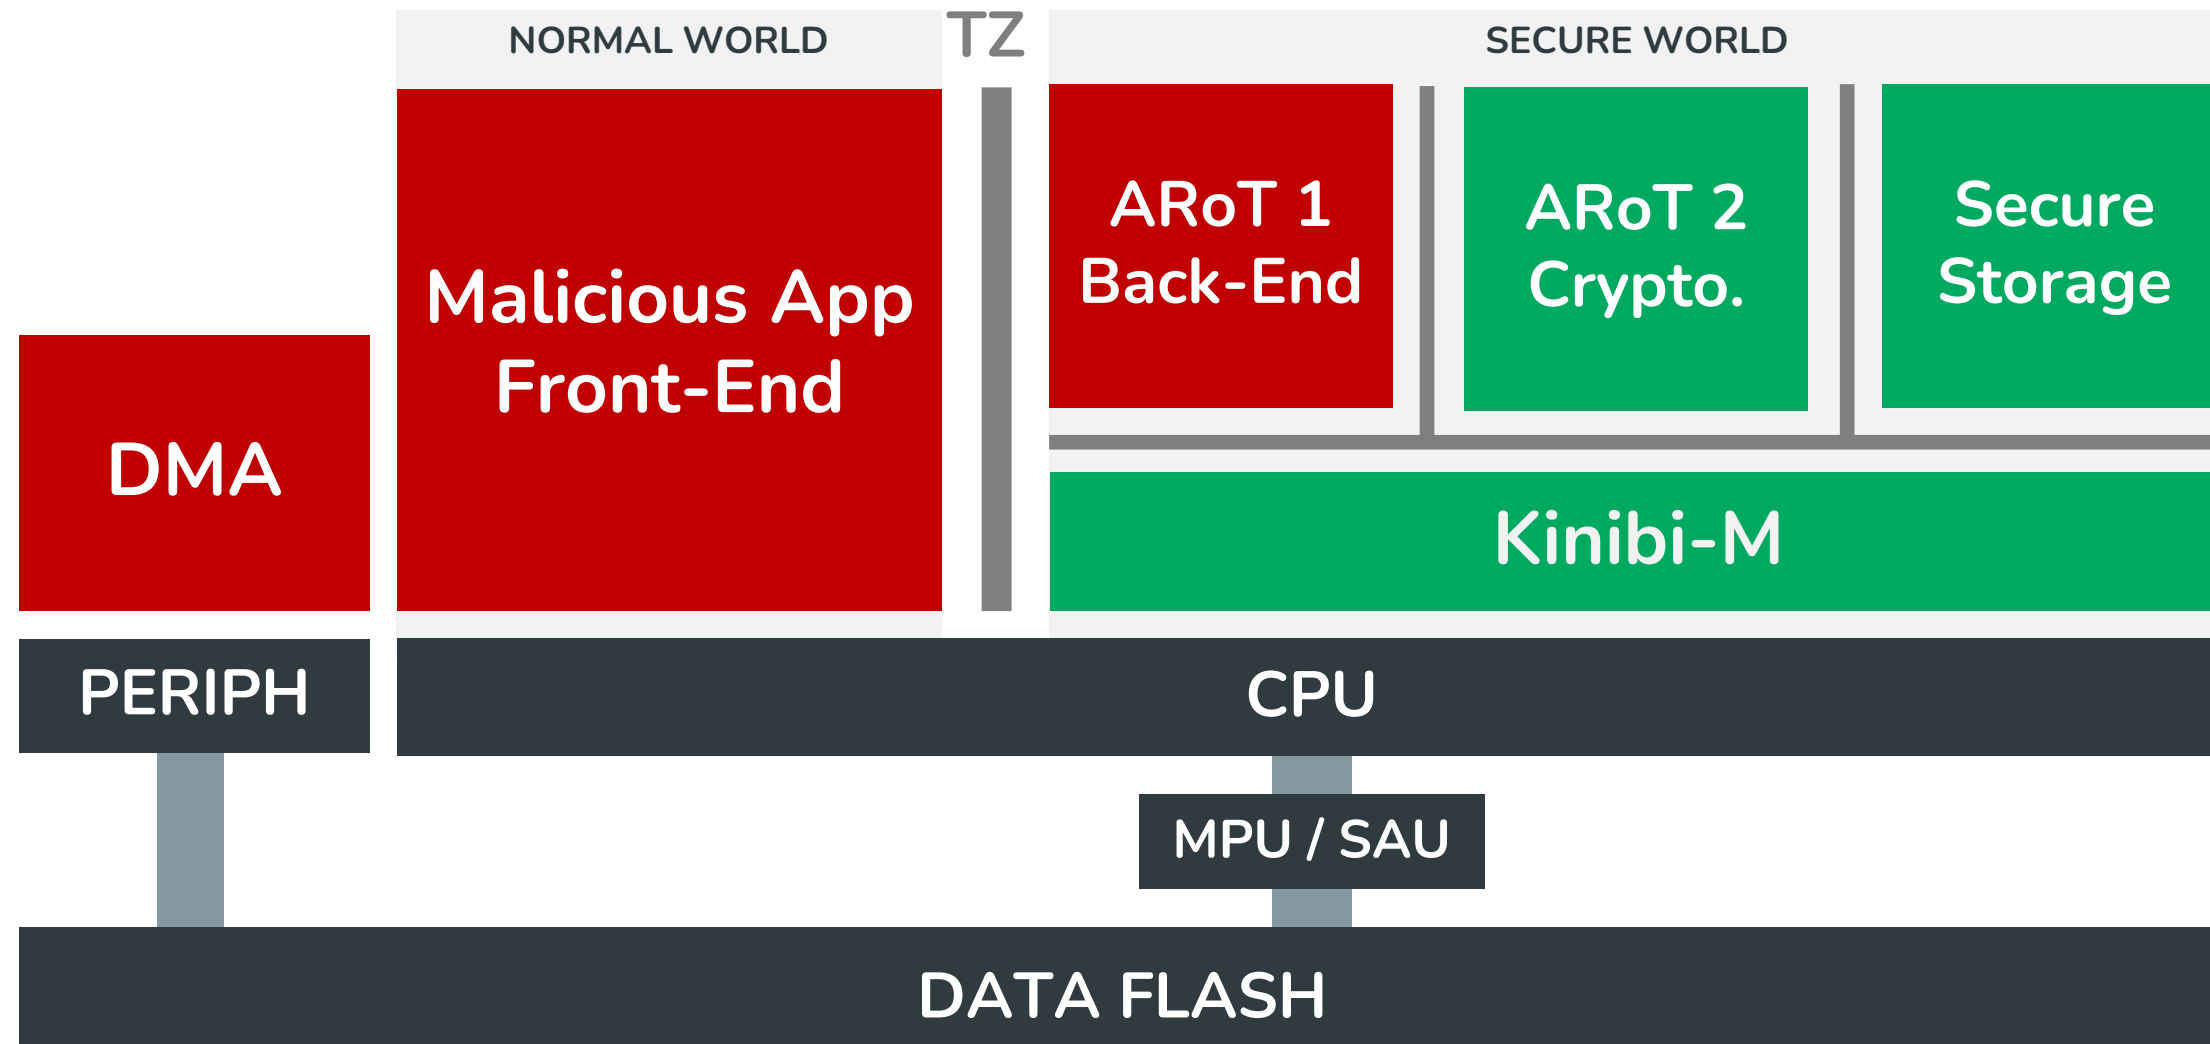 NORMAL WORLD
TZ
SECURE WORLD
Malicious App
Front-End
ARoT 1
Back-End
ARoT 2
Crypto.
Secure
Storage
DMA
Kinibi-M
PERIPH
CPU
MPU / SAU
DATA FLASH